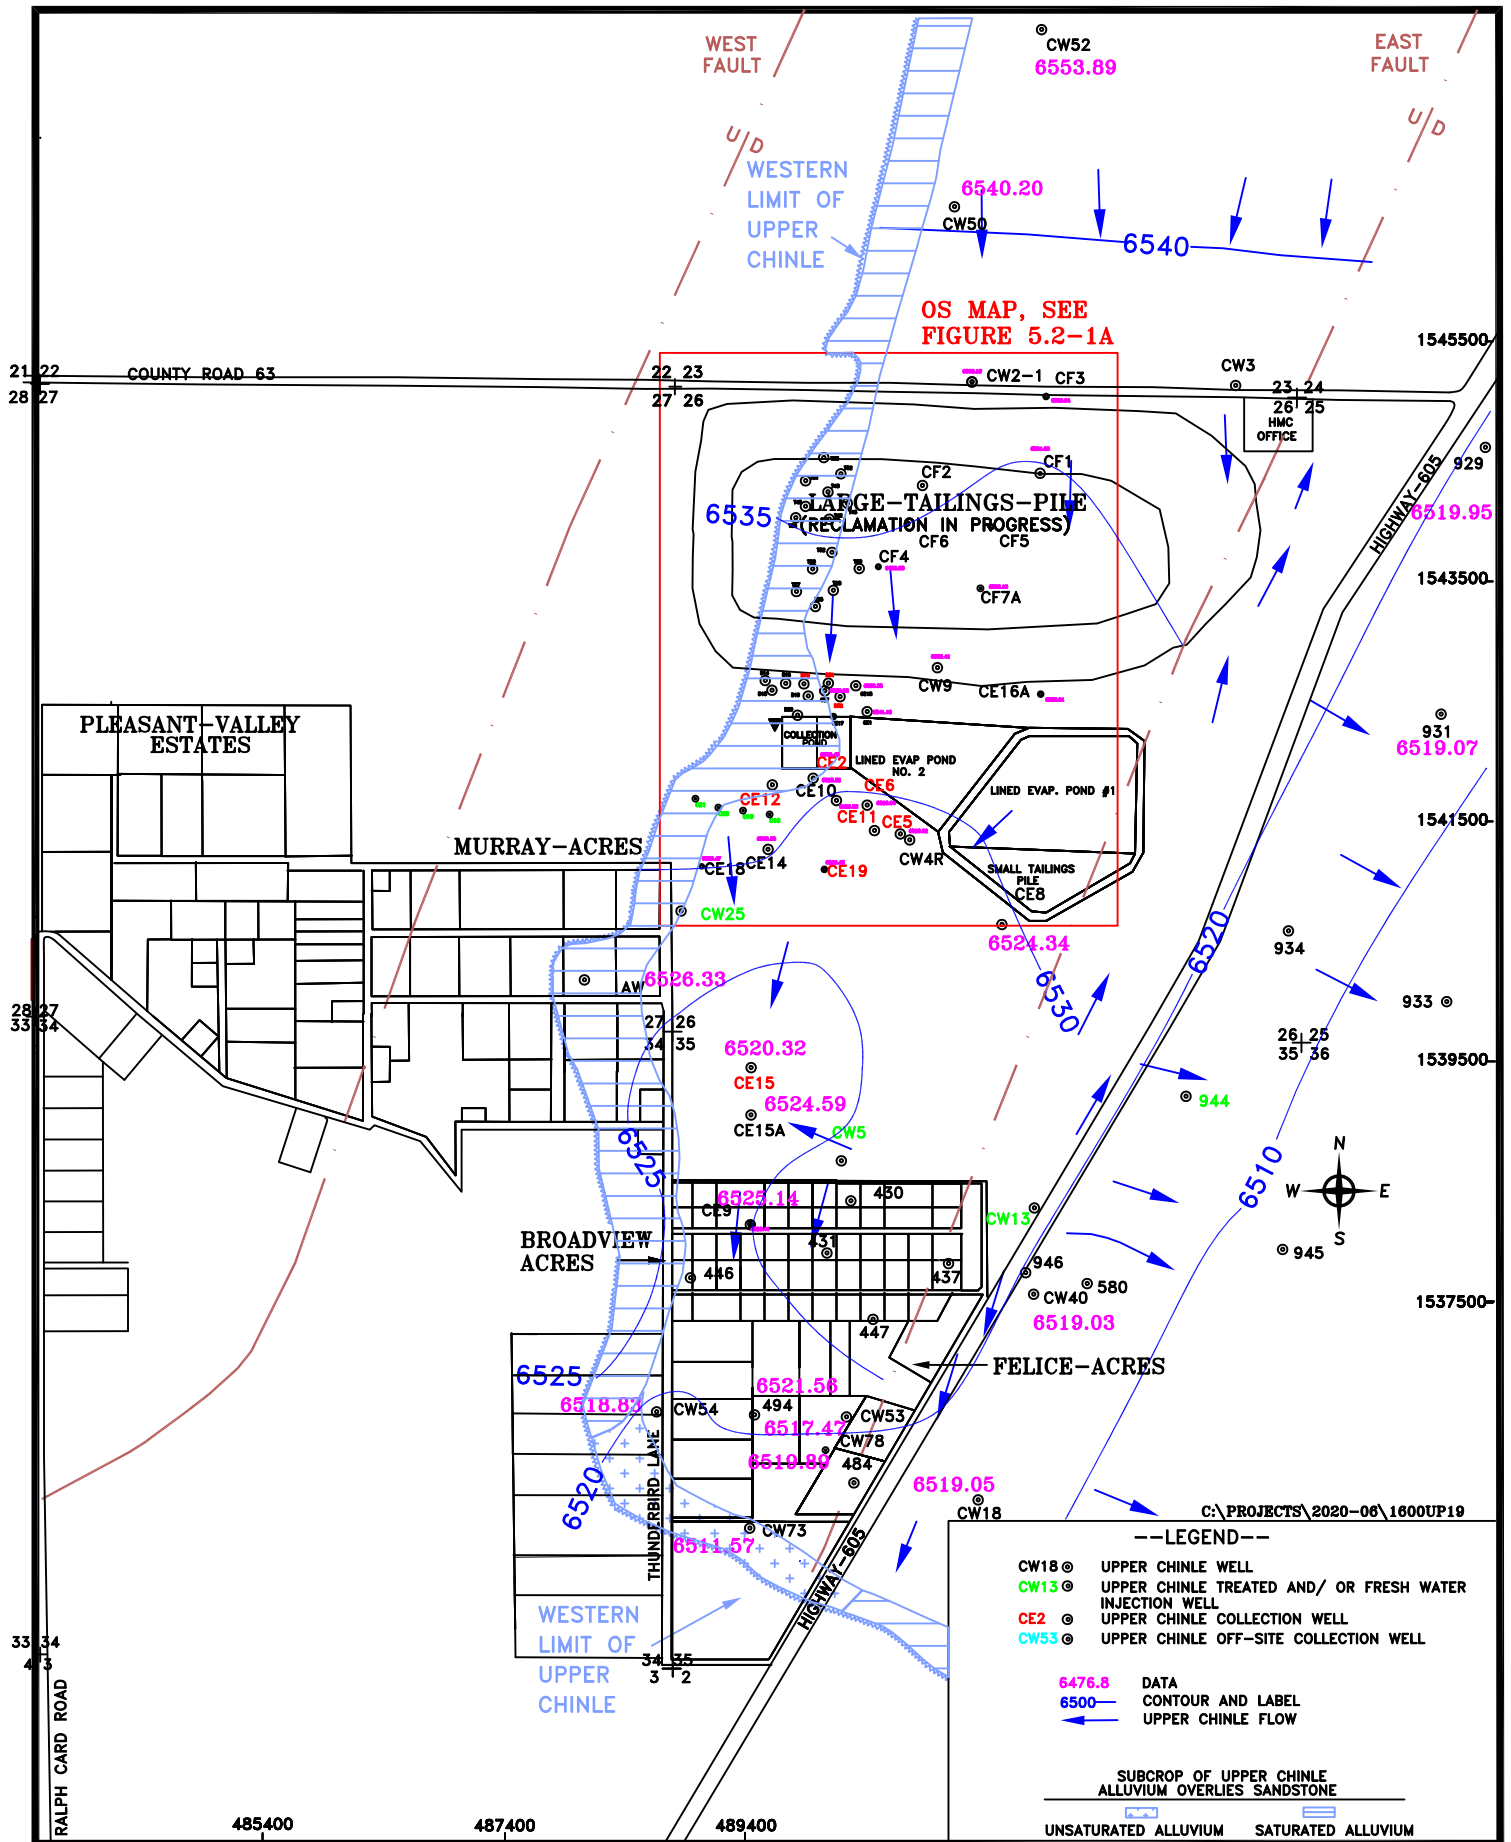 WEST
FAULT
EAST
FAULT
CW52
6553.89
U/D
U/D
WESTERN
LIMIT OF
UPPER
CHINLE
6540.20
CW50
6540
OS MAP, SEE
FIGURE 5.2-1A
1545500
21 22
28 27
COUNTY ROAD 63
22 23
27 26
CW2-1
CF3
CW3
23 24
26 25
HMC
OFFICE
929
6519.95
HIGHWAY-605
CF2
CF1
LARGE-TAILINGS-PILE
(RECLAMATION IN PROGRESS)
6535
CF6
CF5
CF4
CF7A
1543500
CW9
CE16A
931
6519.07
PLEASANT-VALLEY
ESTATES
COLLECTION
POND
LINED EVAP POND
NO. 2
LINED EVAP. POND #1
CE2
CE10
CE6
CE12
CE11
CE5
CW4R
1541500
MURRAY-ACRES
CE18
CE14
CE19
SMALL TAILINGS
PILE
CE8
CW25
6524.34
6520
934
933
AW
6526.33
6530
28 27
33 34
27 26
34 35
26 25
35 36
1539500
6520.32
CE15
6524.59
CE15A
CW5
944
6525
6510
N
W E
S
CE9
6525.14
430
CW13
BROADVIEW
ACRES
431
446
437
946
945
580
CW40
6519.03
447
1537500
FELICE-ACRES
6525
6518.83
CW54
6521.56
494
CW53
6517.47
CW78
6519.89
484
6520
THUNDERBIRD LANE
6519.05
CW18
CW73
6511.57
HIGHWAY-605
WESTERN
LIMIT OF
UPPER
CHINLE
33 34
4 3
34 35
3 2
RALPH CARD ROAD
485400
487400
489400
C:\PROJECTS\2020-06\1600UP19
--LEGEND--
CW18 UPPER CHINLE WELL
CW13 UPPER CHINLE TREATED AND/ OR FRESH WATER
INJECTION WELL
CE2 UPPER CHINLE COLLECTION WELL
CW53 UPPER CHINLE OFF-SITE COLLECTION WELL
6476.8 DATA
6500 CONTOUR AND LABEL
UPPER CHINLE FLOW
SUBCROP OF UPPER CHINLE
ALLUVIUM OVERLIES SANDSTONE
UNSATURATED ALLUVIUM SATURATED ALLUVIUM